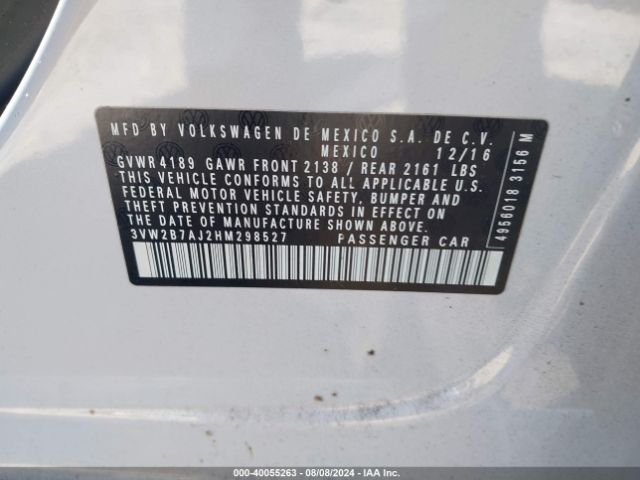 MFD BY VOLKSWAGEN DE MEXICO S.A. DE C.V.
MEXICO 12/16
GVWR 4189 GAWR FRONT 2138 / REAR 2161 LBS
THIS VEHICLE CONFORMS TO ALL APPLICABLE U.S.
FEDERAL MOTOR VEHICLE SAFETY, BUMPER AND
THEFT PREVENTION STANDARDS IN EFFECT ON
THE DATE OF MANUFACTURE
3VW2B7AJ2HM298527 PASSENGER CAR
4956018 3156 M
000-40055263 - 08/08/2024 - IAA Inc.